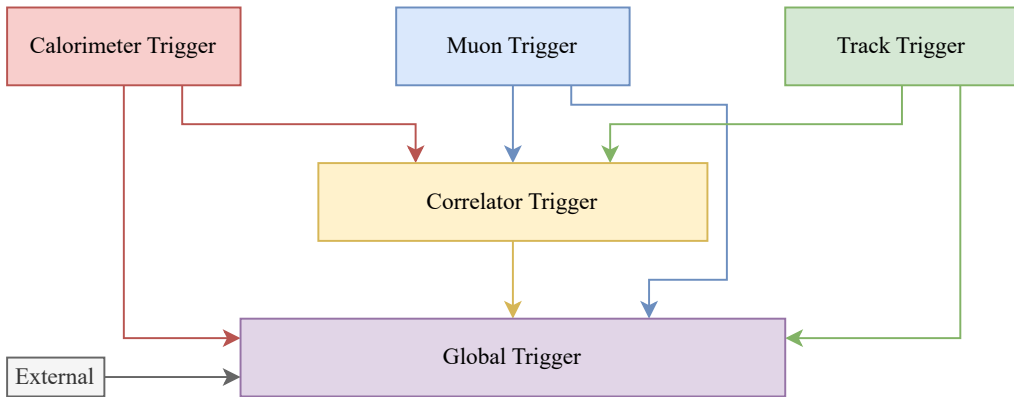 Calorimeter Trigger
Muon Trigger
Track Trigger
Correlator Trigger
Global Trigger
External